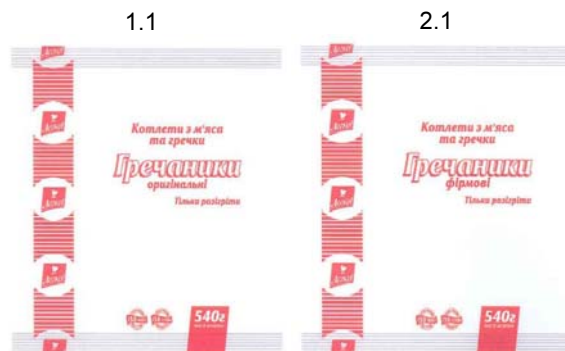 1.1
Котлети з м'яса
та гречки
Гречаники
оригінальні
Тільки розігріти
540г
2.1
Котлети з м'яса
та гречки
Гречаники
фірмові
Тільки розігріти
540г